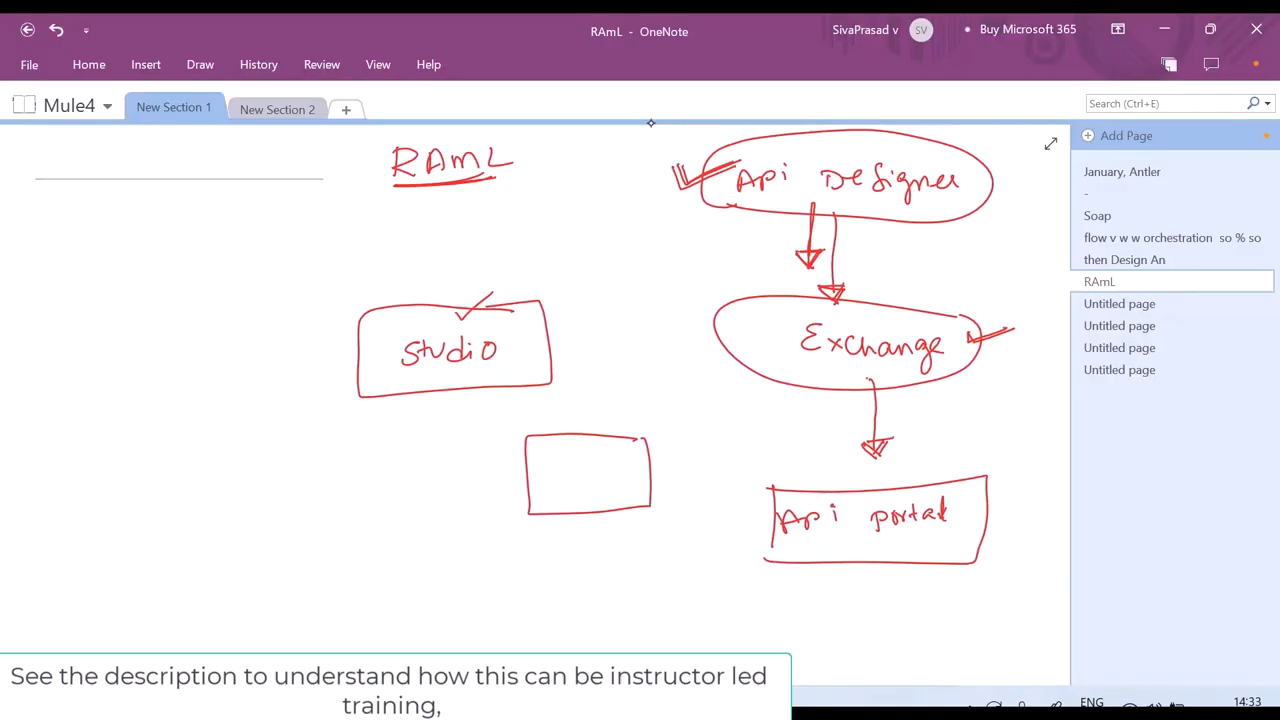 RAmL - OneNote
SivaPrasad v
SV
Buy Microsoft 365
File
Home
Insert
Draw
History
Review
View
Help
Mule4
New Section 1
New Section 2
Search (Ctrl+E)
Add Page
January, Antler
-
Soap
flow v w w orchestration so % so
then Design An
RAmL
Untitled page
Untitled page
Untitled page
Untitled page
RAmL
Api Designer
Studio
Exchange
Api portal
See the description to understand how this can be instructor led
training,
ENG
14:33